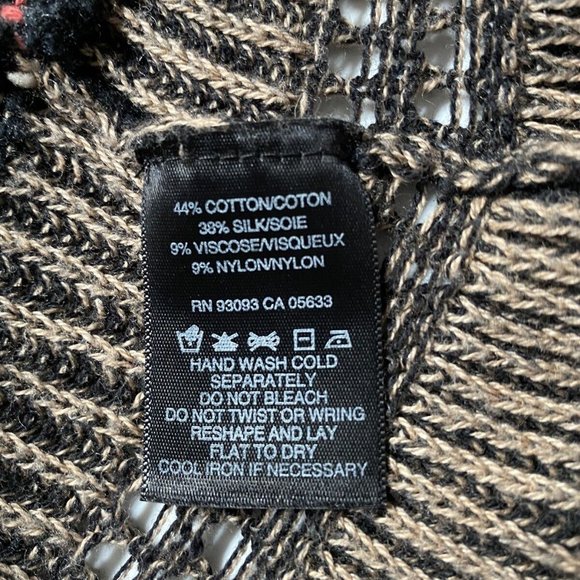 44% COTTON/COTON
38% SILK/SOIE
9% VISCOSE/VISQUEUX
9% NYLON/NYLON
RN 93093 CA 05633
HAND WASH COLD
SEPARATELY
DO NOT BLEACH
DO NOT TWIST OR WRING
RESHAPE AND LAY
FLAT TO DRY
COOL IRON IF NECESSARY